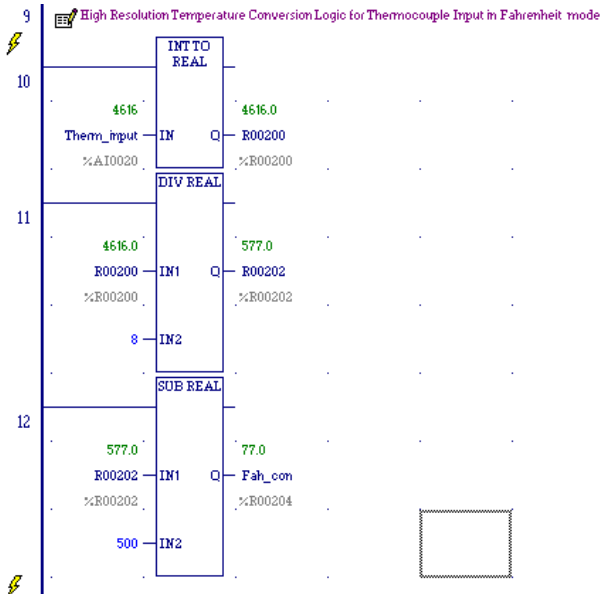 9 High Resolution Temperature Conversion Logic for Thermocouple Input in Fahrenheit mode
INT TO
REAL
10
4616 4616.0
Therm_input IN Q R00200
%AI0020 %R00200
DIV REAL
11
4616.0 577.0
R00200 IN1 Q R00202
%R00200 %R00202
8 IN2
SUB REAL
12
577.0 77.0
R00202 IN1 Q Fah_con
%R00202 %R00204
500 IN2